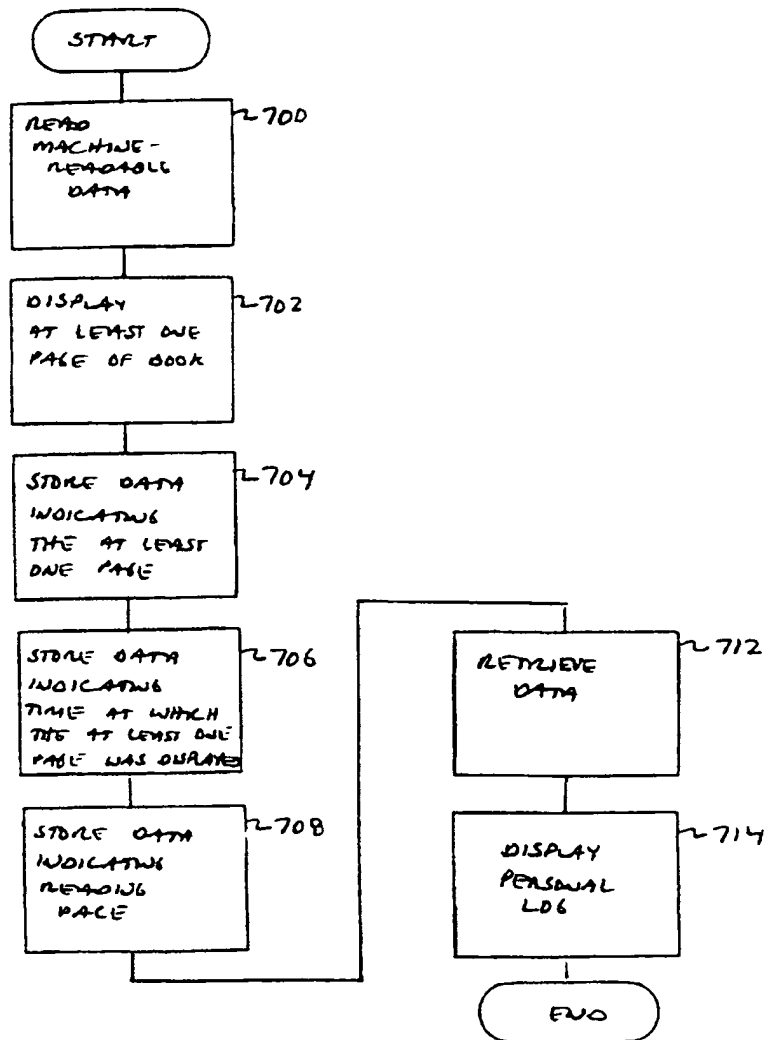 START
READ
MACHINE-
READABLE
DATA
700
DISPLAY
AT LEAST ONE
PAGE OF BOOK
702
STORE DATA
INDICATING
THE AT LEAST
ONE PAGE
704
STORE DATA
INDICATING
TIME AT WHICH
THE AT LEAST ONE
PAGE WAS DISPLAYED
706
STORE DATA
INDICATING
READING
PACE
708
RETRIEVE
DATA
712
DISPLAY
PERSONAL
LOG
714
END